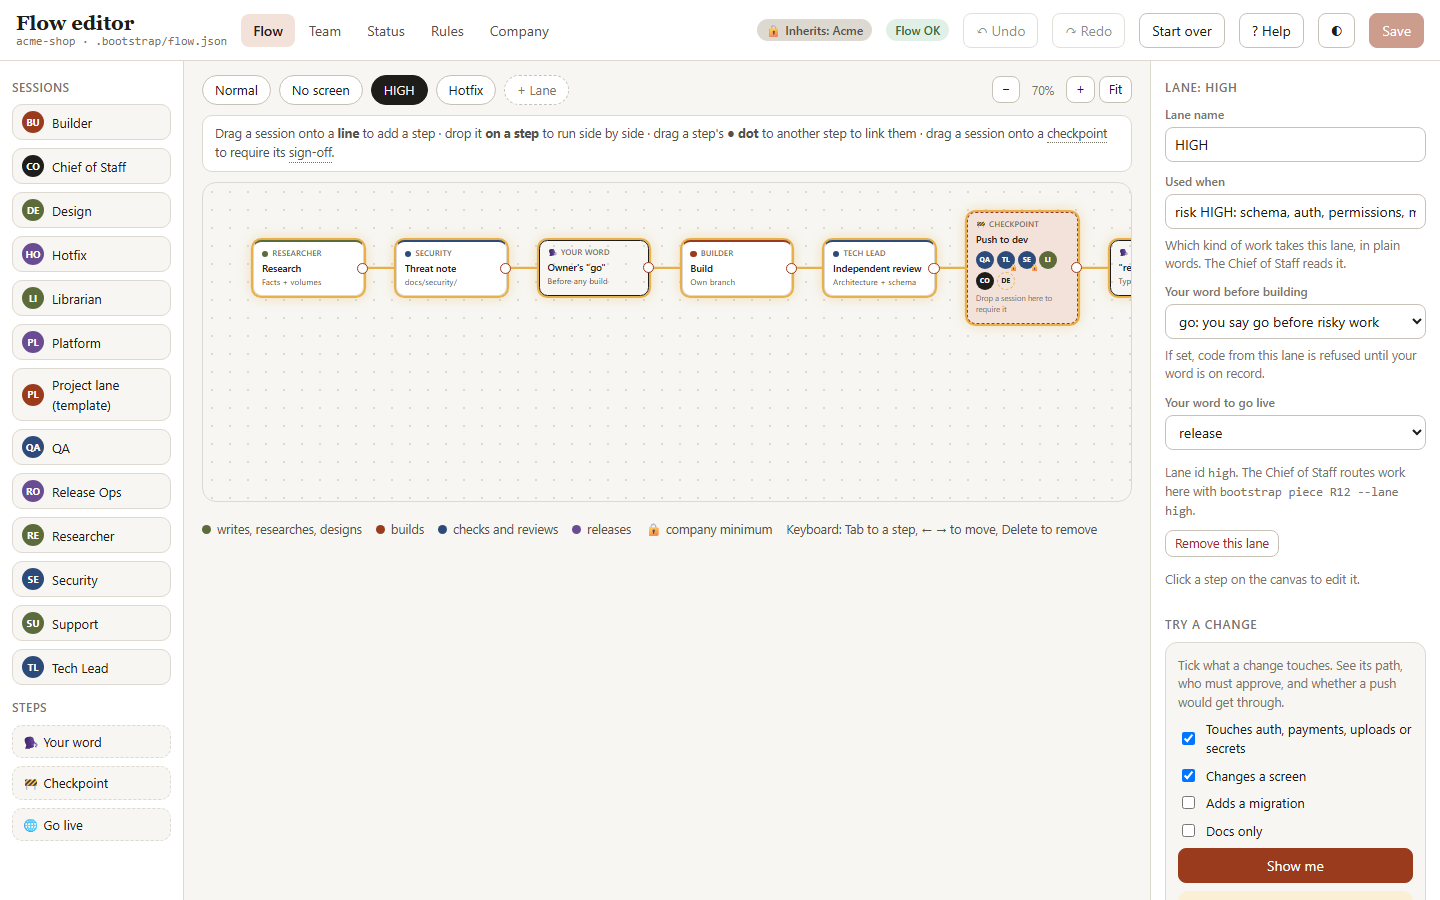 Flow editor
acme-shop · .bootstrap/flow.json
Flow
Team
Status
Rules
Company
Inherits: Acme
Flow OK
↶ Undo
↷ Redo
Start over
? Help
Save
SESSIONS
BU Builder
CO Chief of Staff
DE Design
HO Hotfix
LI Librarian
PL Platform
PL Project lane
(template)
QA QA
RO Release Ops
RE Researcher
SE Security
SU Support
TL Tech Lead
STEPS
Your word
Checkpoint
Go live
Normal
No screen
HIGH
Hotfix
+ Lane
− 70% + Fit
Drag a session onto a line to add a step · drop it on a step to run side by side · drag a step's ● dot to another step to link them · drag a session onto a checkpoint
to require its sign-off.
RESEARCHER
Research
Facts + volumes
SECURITY
Threat note
docs/security/
YOUR WORD
Owner's "go"
Before any build
BUILDER
Build
Own branch
TECH LEAD
Independent review
Architecture + schema
CHECKPOINT
Push to dev
QA TL SE LI
CO DE
Drop a session here to
require it
Y
"re
Typ
writes, researches, designs
builds
checks and reviews
releases
company minimum
Keyboard: Tab to a step, ← → to move, Delete to remove
LANE: HIGH
Lane name
HIGH
Used when
risk HIGH: schema, auth, permissions, m
Which kind of work takes this lane, in plain
words. The Chief of Staff reads it.
Your word before building
go: you say go before risky work
If set, code from this lane is refused until your
word is on record.
Your word to go live
release
Lane id high. The Chief of Staff routes work
here with bootstrap piece R12 --lane
high.
Remove this lane
Click a step on the canvas to edit it.
TRY A CHANGE
Tick what a change touches. See its path,
who must approve, and whether a push
would get through.
Touches auth, payments, uploads or
secrets
Changes a screen
Adds a migration
Docs only
Show me